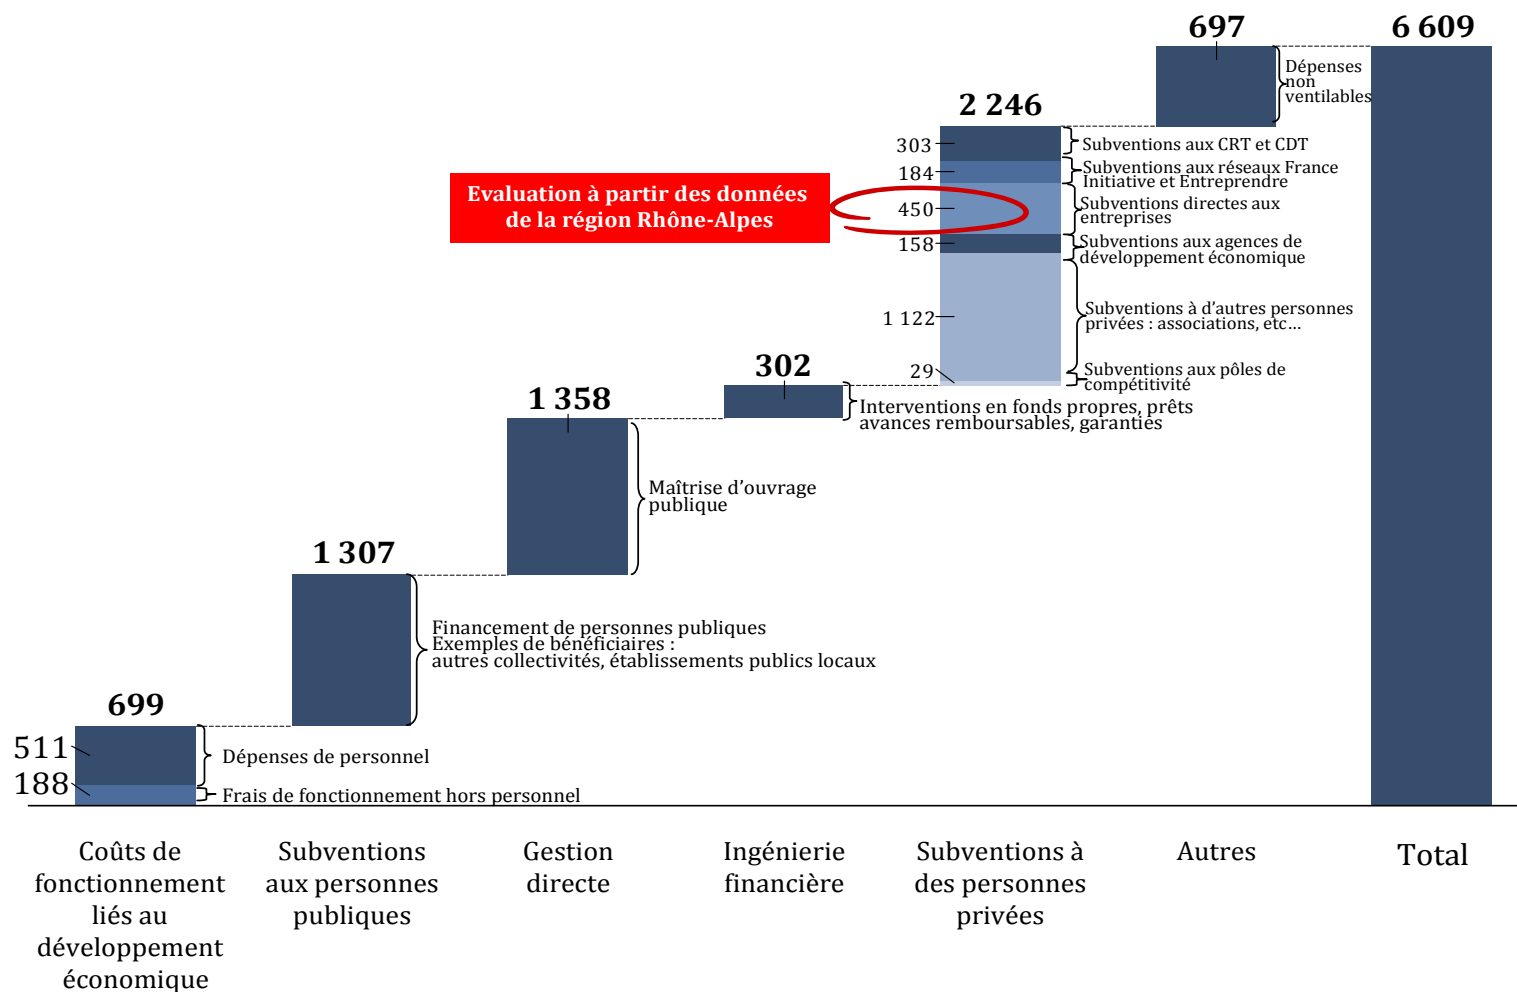 697
6 609
Dépenses
non
ventilables
2 246
303
Subventions aux CRT et CDT
184
Subventions aux réseaux France
Initiative et Entreprendre
Evaluation à partir des données
de la région Rhône-Alpes
450
Subventions directes aux
entreprises
158
Subventions aux agences de
développement économique
1 122
Subventions à d’autres personnes
privées : associations, etc…
29
Subventions aux pôles de
compétitivité
302
Interventions en fonds propres, prêts
avances remboursables, garanties
1 358
Maîtrise d’ouvrage
publique
1 307
Financement de personnes publiques
Exemples de bénéficiaires :
autres collectivités, établissements publics locaux
699
511
Dépenses de personnel
188
Frais de fonctionnement hors personnel
Coûts de
fonctionnement
liés au
développement
économique
Subventions
aux personnes
publiques
Gestion
directe
Ingénierie
financière
Subventions à
des personnes
privées
Autres
Total